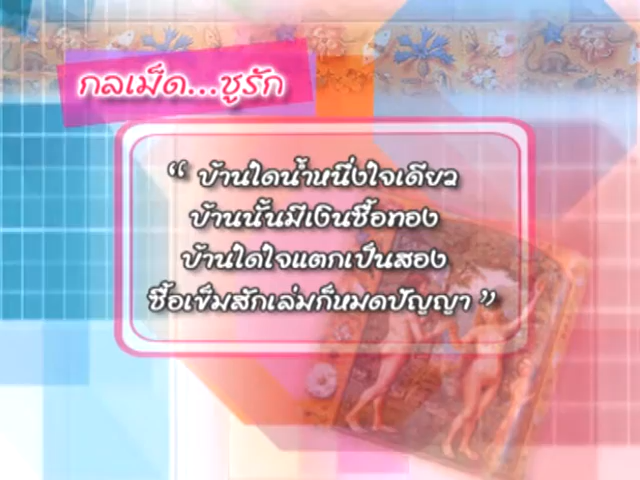 กลเม็ด...ชูรัก
“ บ้านใดน้ำหนึ่งใจเดียว
บ้านนั้นมีเงินซื้อทอง
บ้านใดใจแตกเป็นสอง
ซื้อเข็มสักเล่มก็หมดปัญญา ”